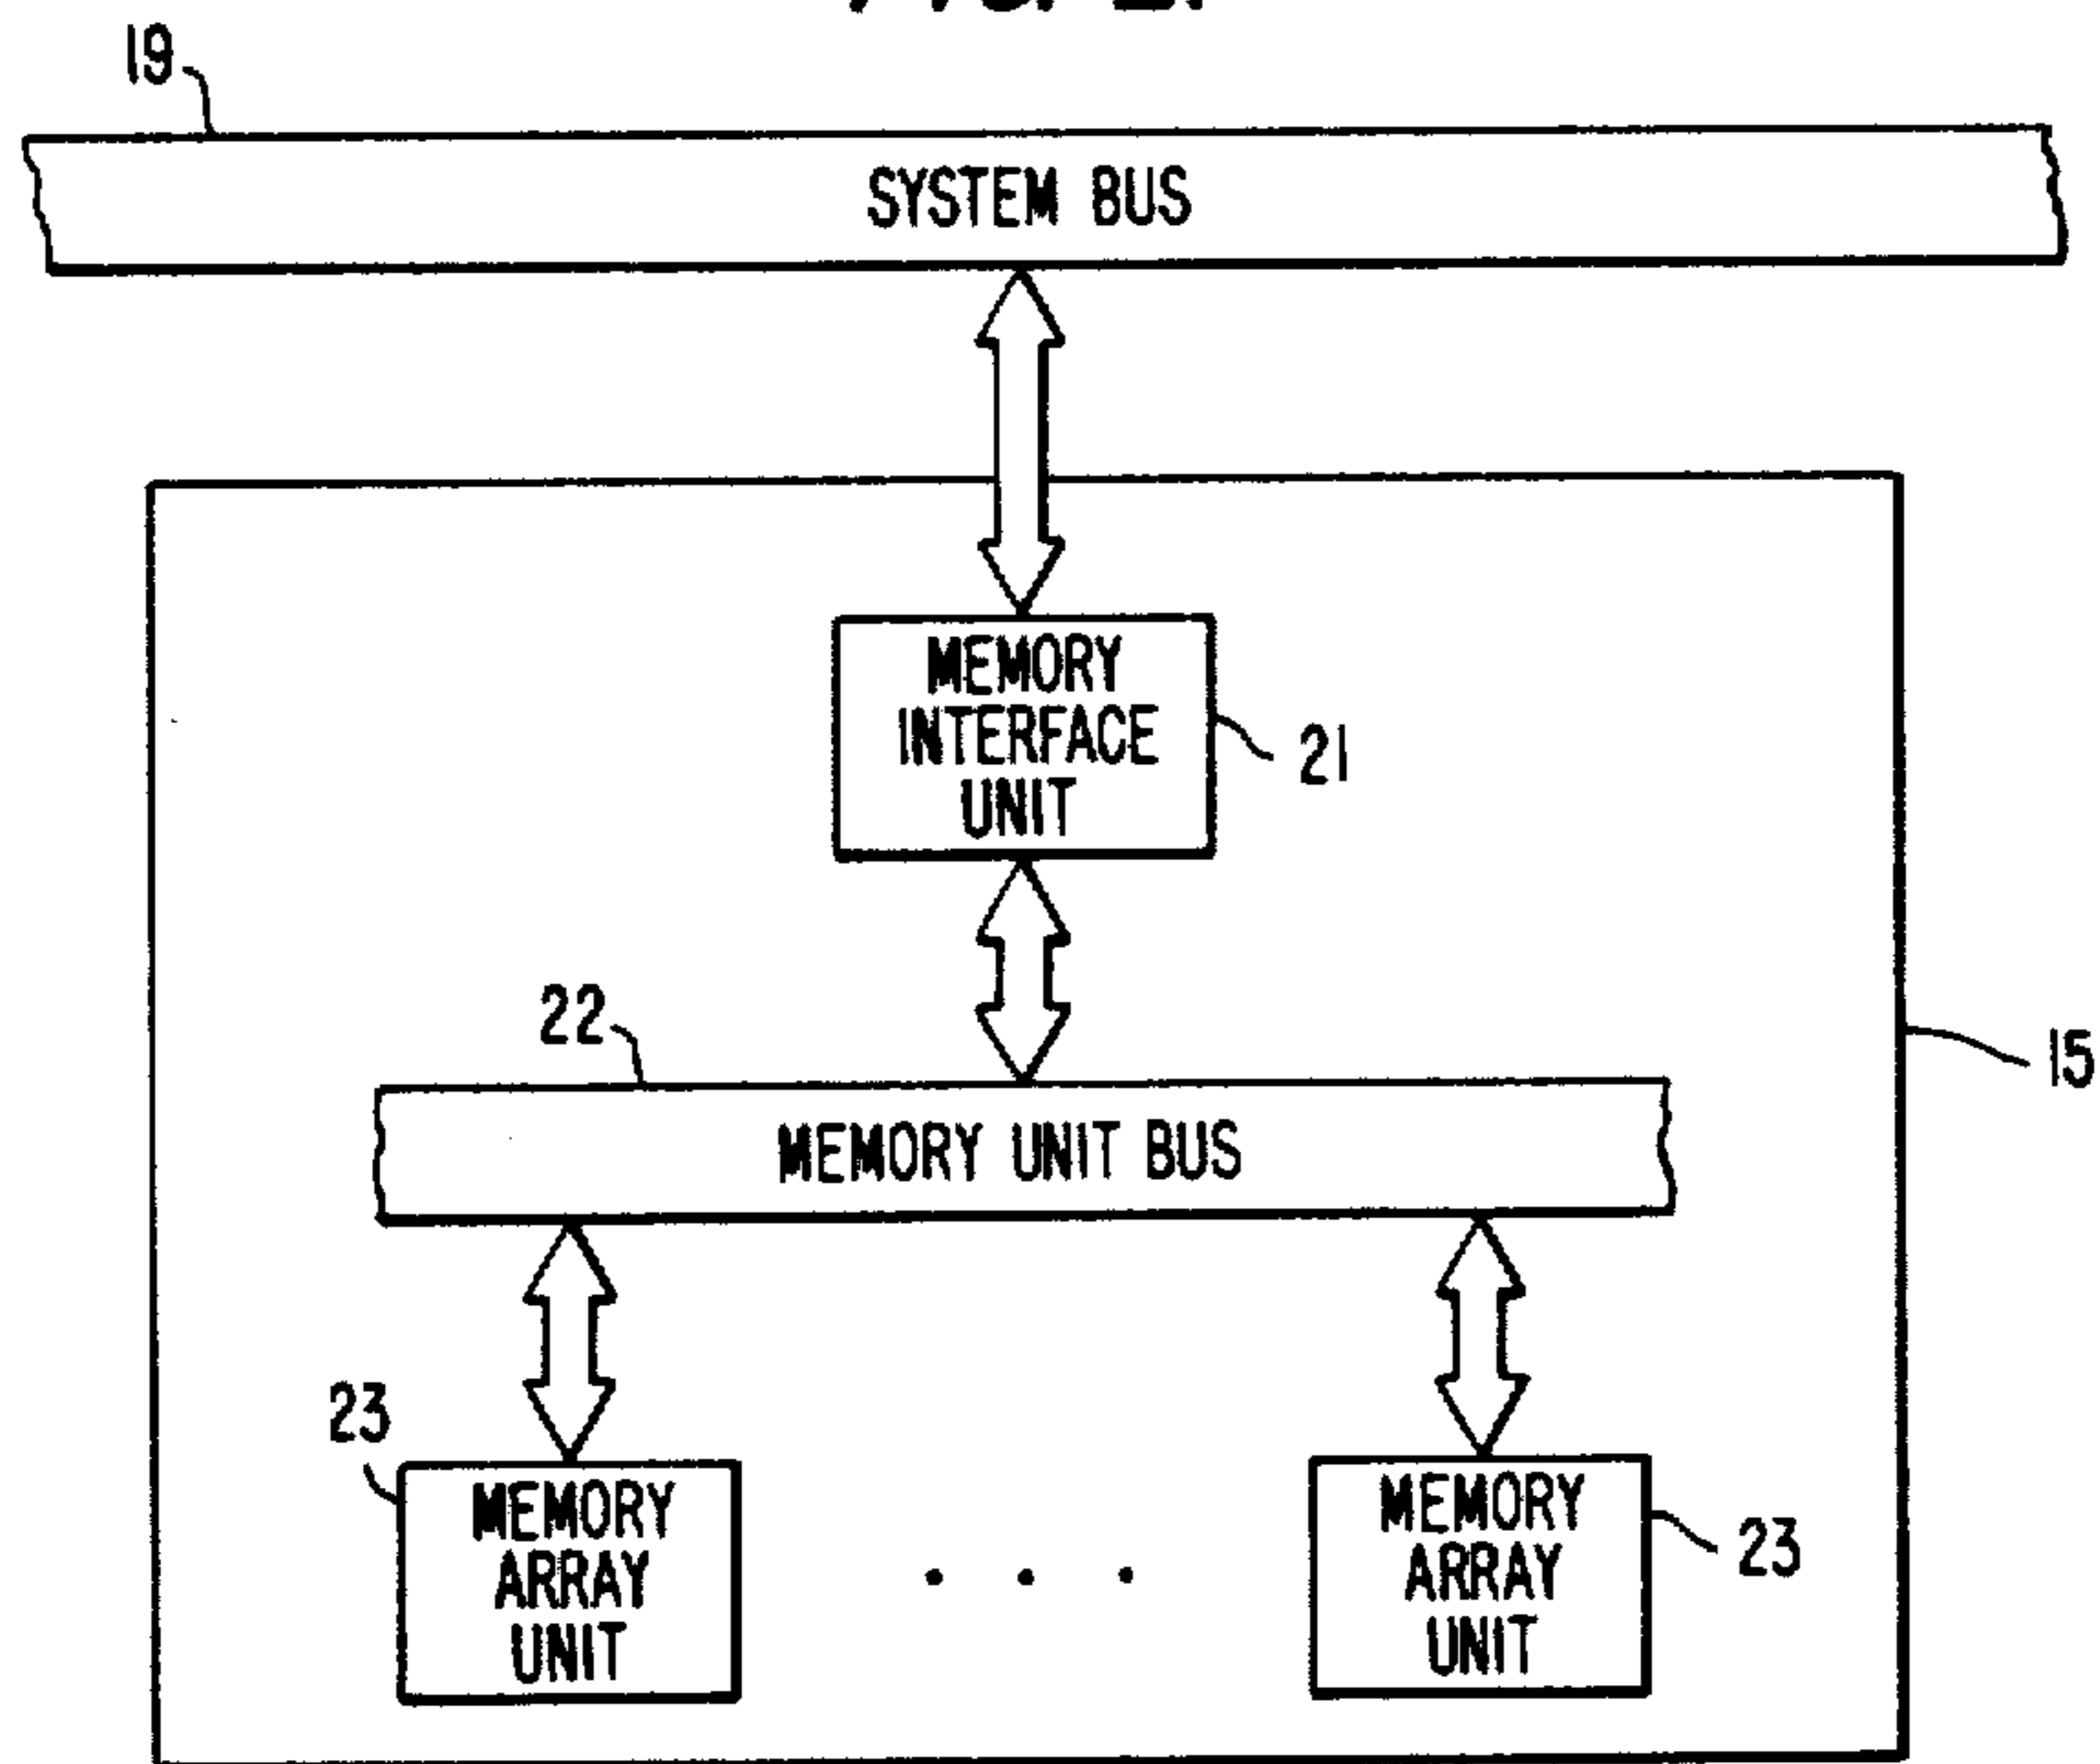 19
SYSTEM BUS
MEMORY
INTERFACE
UNIT
21
22
15
MEMORY UNIT BUS
23
MEMORY
ARRAY
UNIT
. . .
MEMORY
ARRAY
UNIT
23